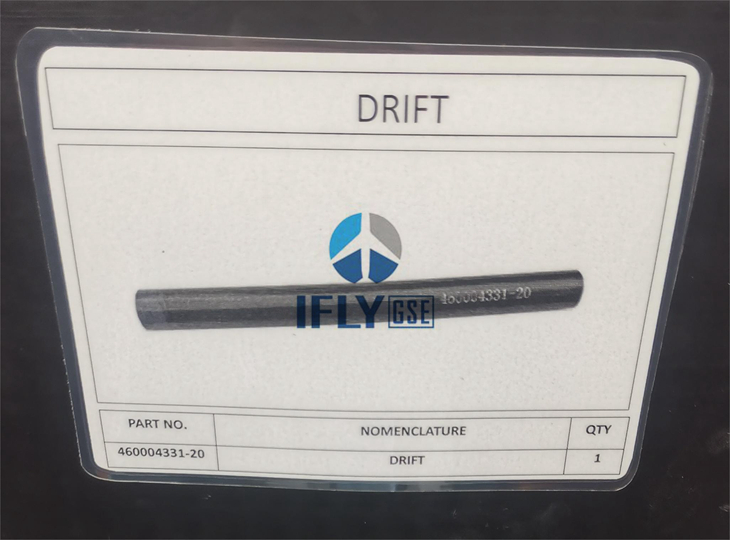 DRIFT
460004331-20
IFLY GSE
PART NO.
NOMENCLATURE
QTY
460004331-20
DRIFT
1